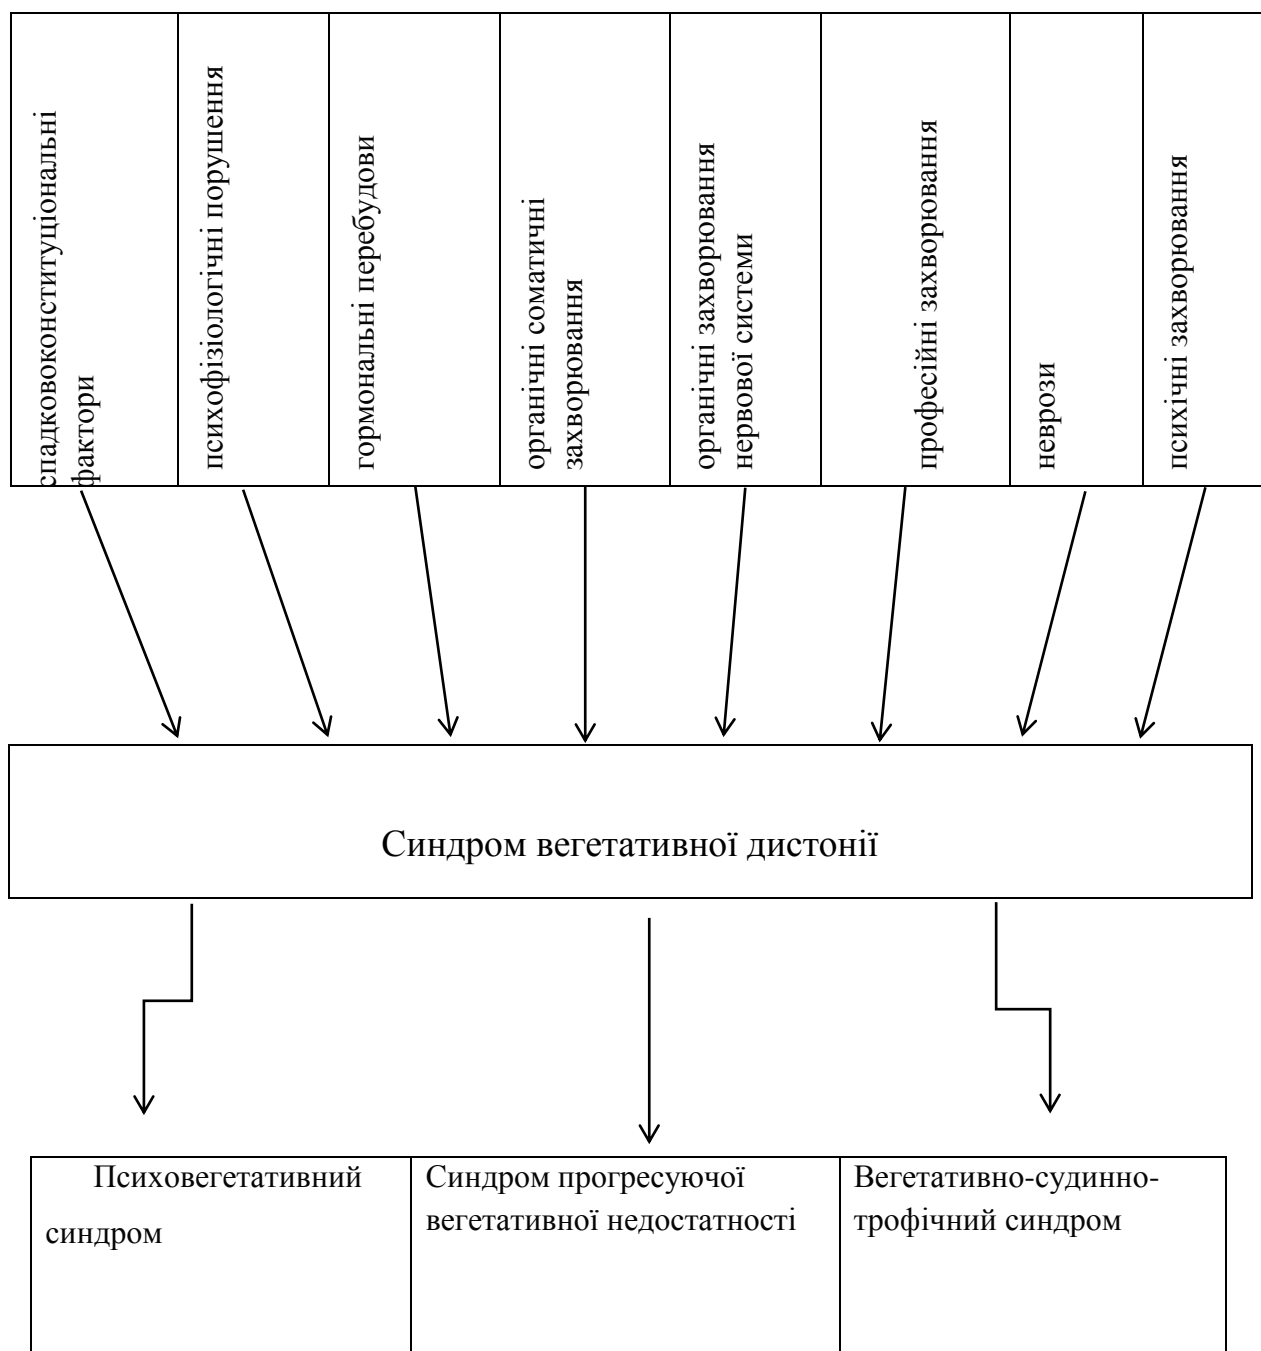 спадковоконституціональні
фактори
психофізіологічні порушення
гормональні перебудови
органічні соматичні
захворювання
органічні захворювання
нервової системи
професійні захворювання
неврози
психічні захворювання
Синдром вегетативної дистонії
Психовегетативний
синдром
Синдром прогресуючої
вегетативної недостатності
Вегетативно-судинно-
трофічний синдром